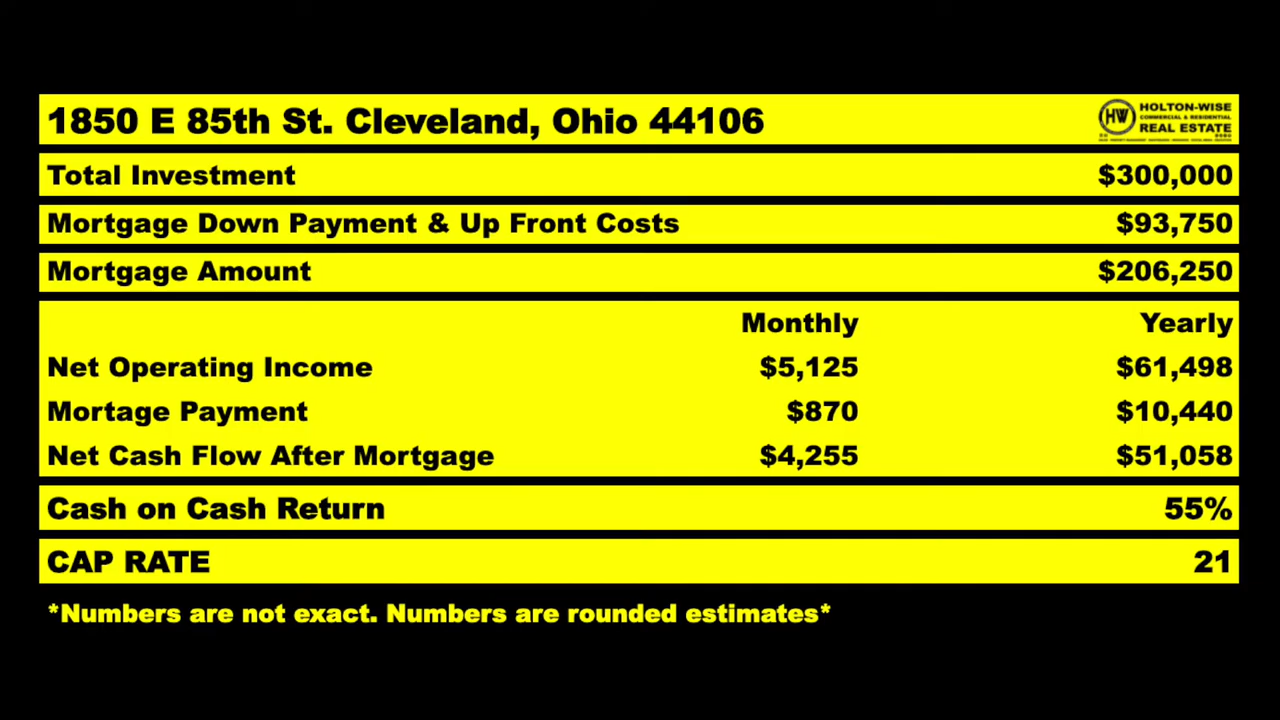 1850 E 85th St. Cleveland, Ohio 44106
HW
HOLTON-WISE
COMMERCIAL & RESIDENTIAL
REAL ESTATE
Total Investment $300,000
Mortgage Down Payment & Up Front Costs $93,750
Mortgage Amount $206,250
Monthly Yearly
Net Operating Income $5,125 $61,498
Mortage Payment $870 $10,440
Net Cash Flow After Mortgage $4,255 $51,058
Cash on Cash Return 55%
CAP RATE 21
*Numbers are not exact. Numbers are rounded estimates*